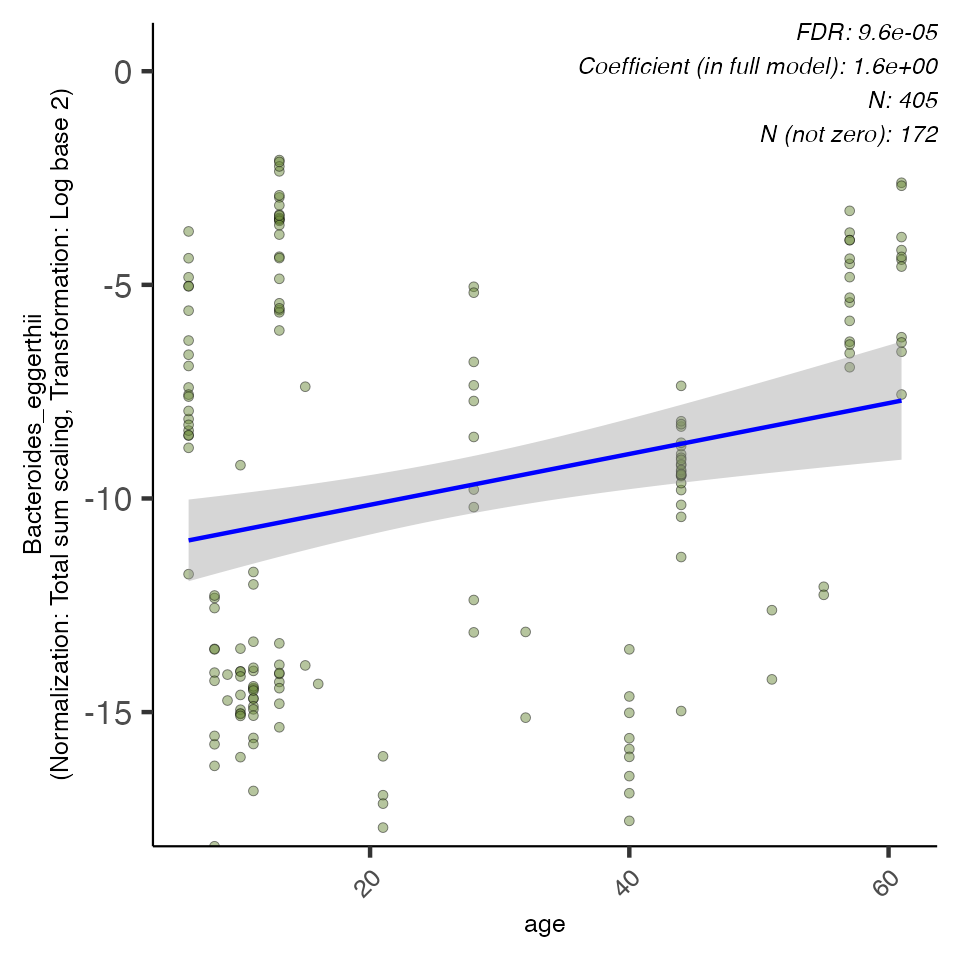 FDR: 9.6e-05
Coefficient (in full model): 1.6e+00
N: 405
N (not zero): 172
Bacteroides_eggerthii
(Normalization: Total sum scaling, Transformation: Log base 2)
0
-5
-10
-15
20
40
60
age